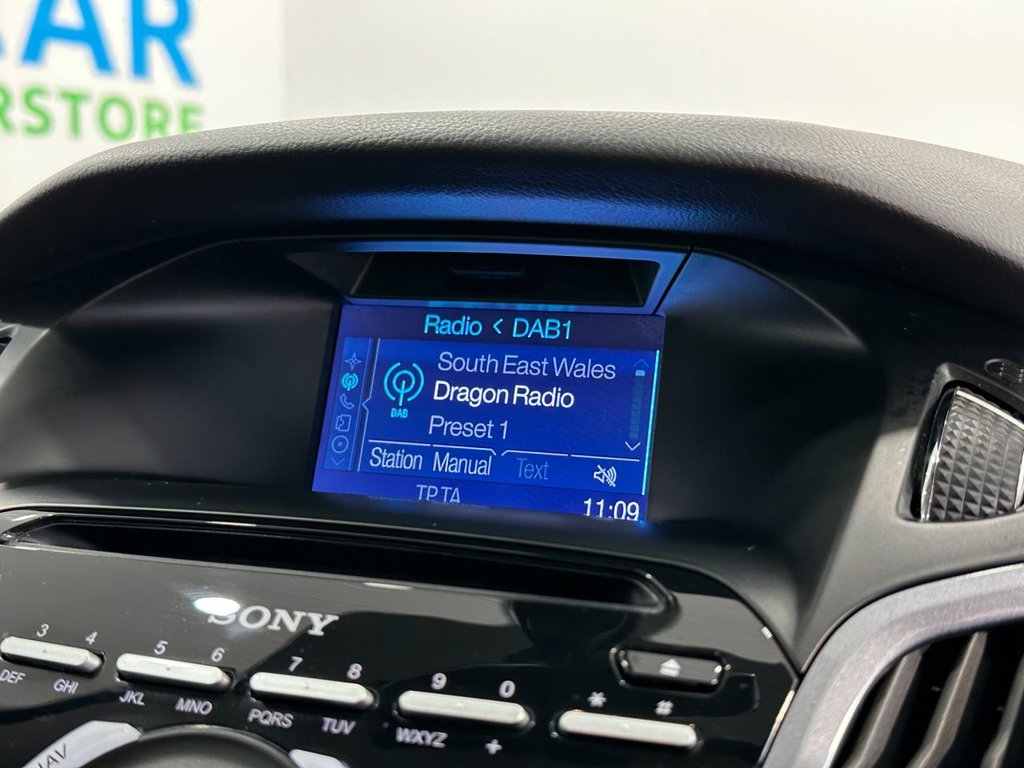 AR
RSTORE
Radio < DAB1
South East Wales
DAB
Dragon Radio
Preset 1
Station Manual Text
TP TA
11:09
SONY
3 4 5 6 7 8 9 0 * #
DEF GHI JKL MNO PQRS TUV WXYZ +
NAV